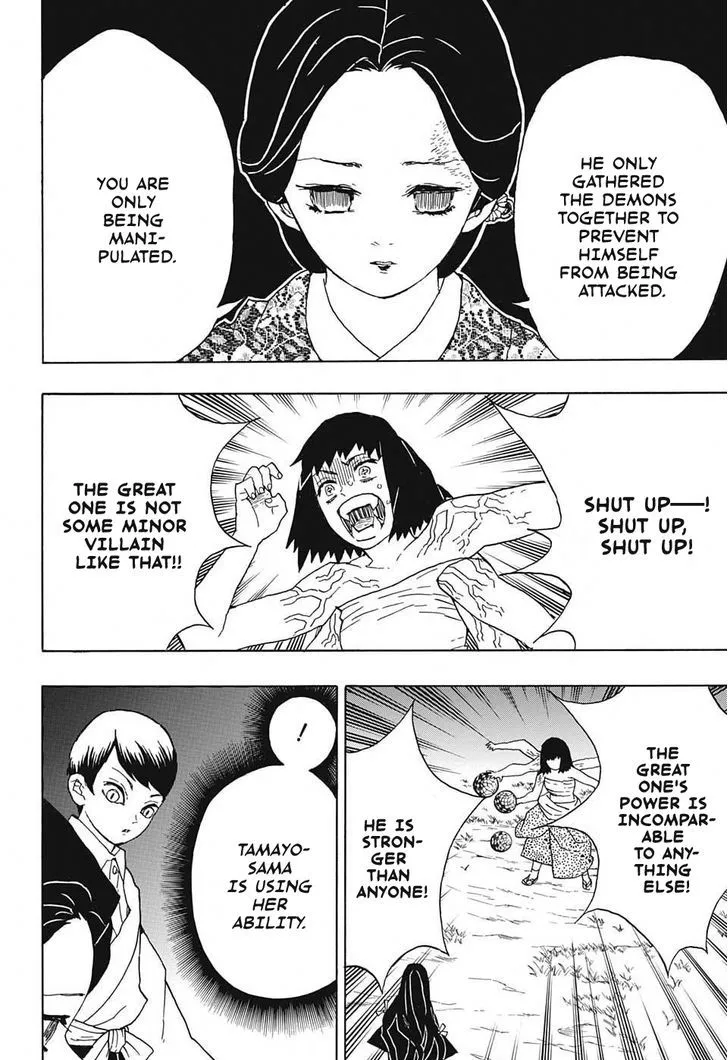 HE ONLY
GATHERED
THE DEMONS
TOGETHER TO
PREVENT
HIMSELF
FROM BEING
ATTACKED.
YOU ARE
ONLY
BEING
MANI-
PULATED.
SHUT UP——!
SHUT UP,
SHUT UP!
THE GREAT
ONE IS NOT
SOME MINOR
VILLAIN
LIKE THAT!!
THE
GREAT
ONE'S
POWER IS
INCOMPAR-
ABLE
TO ANY-
THING
ELSE!
HE IS
STRON-
GER
THAN
ANYONE!
!
TAMAYO-
SAMA
IS USING
HER
ABILITY.